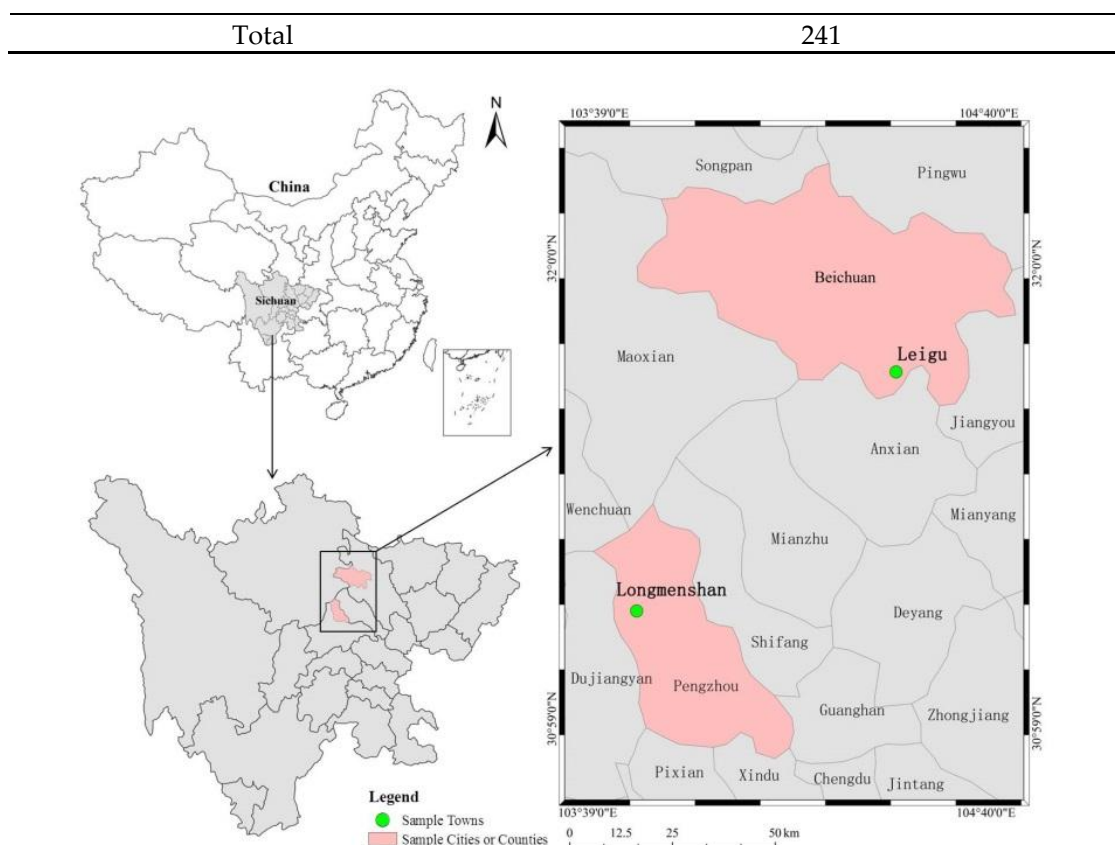 Total 241
N
China
Sichuan
103°39'0"E 104°40'0"E
Songpan
Pingwu
32°0'0"N
32°0'0"N
Beichuan
Leigu
Maoxian
Jiangyou
Anxian
Wenchuan
Mianyang
Mianzhu
Longmenshan
Deyang
Shifang
Dujiangyan
Pengzhou
Guanghan
Zhongjiang
30°59'0"N
30°59'0"N
Pixian
Xindu
Chengdu
Jintang
103°39'0"E 104°40'0"E
Legend
Sample Towns
Sample Cities or Counties
0 12.5 25 50 km